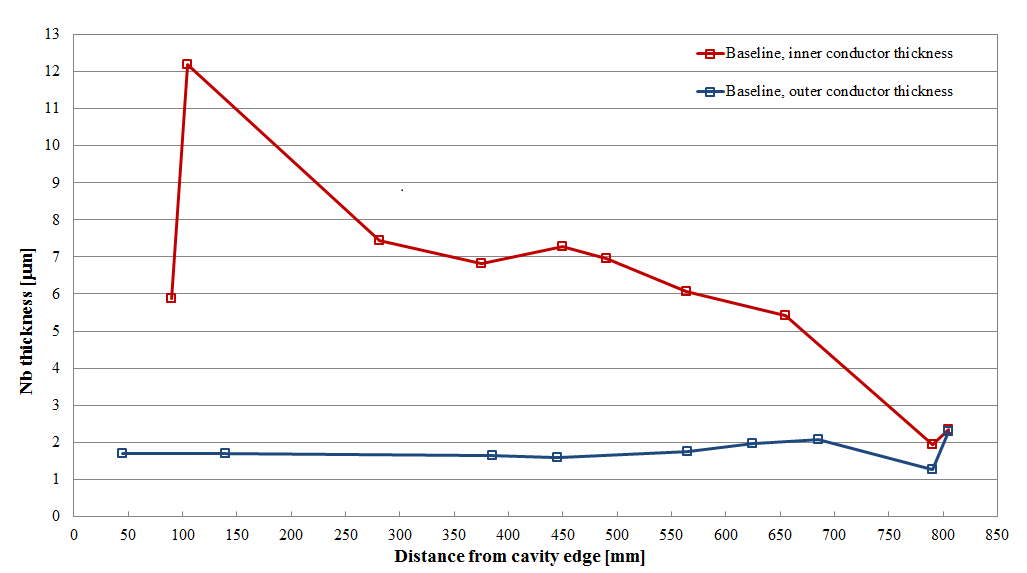 13
12
11
10
9
8
7
6
5
4
3
2
1
0
Nb thickness [µm]
Baseline, inner conductor thickness
Baseline, outer conductor thickness
0 50 100 150 200 250 300 350 400 450 500 550 600 650 700 750 800 850
Distance from cavity edge [mm]